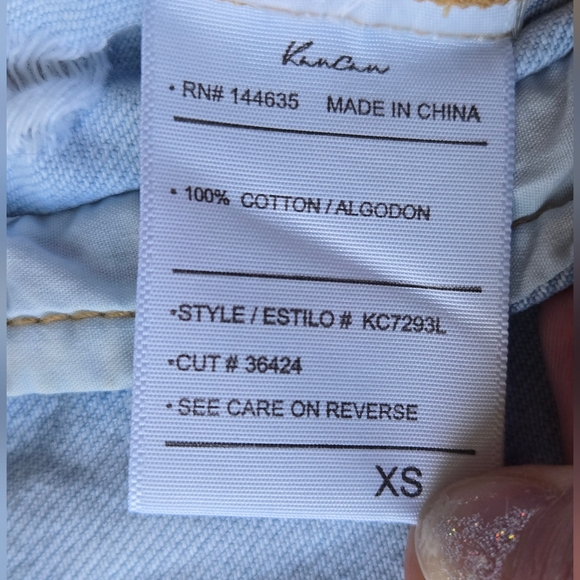 Kancan
• RN# 144635 MADE IN CHINA
• 100% COTTON / ALGODON
•STYLE / ESTILO # KC7293L
•CUT # 36424
• SEE CARE ON REVERSE
XS